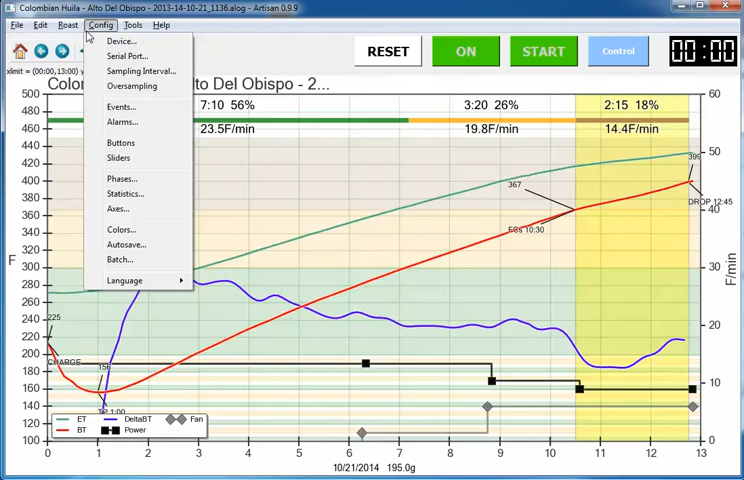 Colombian Huila - Alto Del Obispo - 2013-14-10-21_1136.alog - Artisan 0.9.9
File Edit Roast Config Tools Help
RESET ON START Control 00:00
xlimit = (00:00,13:00) yl
Device...
Serial Port...
Sampling Interval...
Oversampling
Events...
Alarms...
Buttons
Sliders
Phases...
Statistics...
Axes...
Colors...
Autosave...
Batch...
Language
Color
Alto Del Obispo - 2...
7:10 56% 3:20 26% 2:15 18%
23.5F/min 19.8F/min 14.4F/min
500 60
480
460
440
420 50
400
380
360 40
340
320
300 30
280
260
240
220 20
200
180
160 10
140
120
100 0
F
F/min
399
367
DROP 12:45
FCs 10:30
225
CHARGE
156
TP 1:00
ET DeltaBT Fan
BT Power
0 1 2 3 4 5 6 7 8 9 10 11 12 13
10/21/2014 195.0g